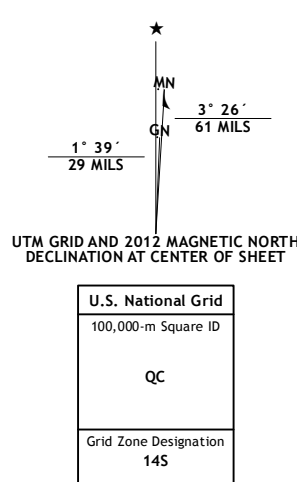 ★
MN
3° 26´
61 MILS
GN
1° 39´
29 MILS
UTM GRID AND 2012 MAGNETIC NORTH
DECLINATION AT CENTER OF SHEET
U.S. National Grid
100,000-m Square ID
QC
Grid Zone Designation
14S